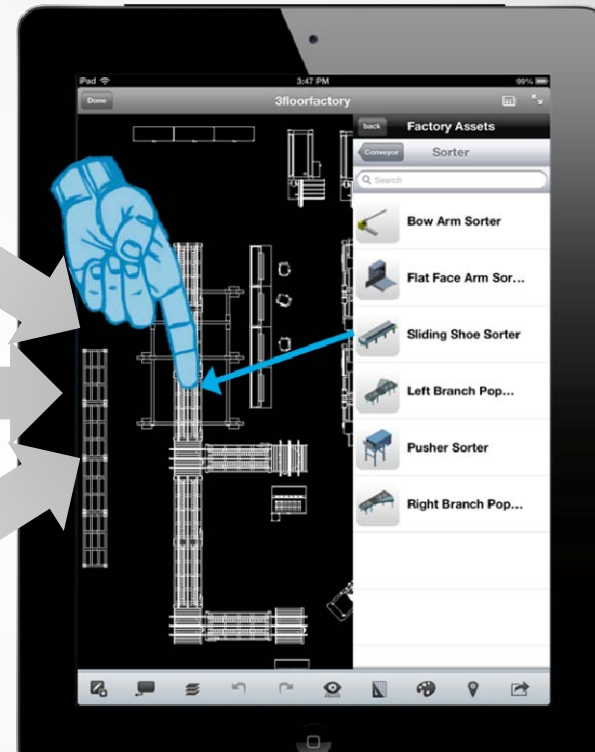 iPad
3:47 PM
99%
Done
3floorfactory
back
Factory Assets
Conveyor
Sorter
Search
Bow Arm Sorter
Flat Face Arm Sor...
Sliding Shoe Sorter
Left Branch Pop...
Pusher Sorter
Right Branch Pop...